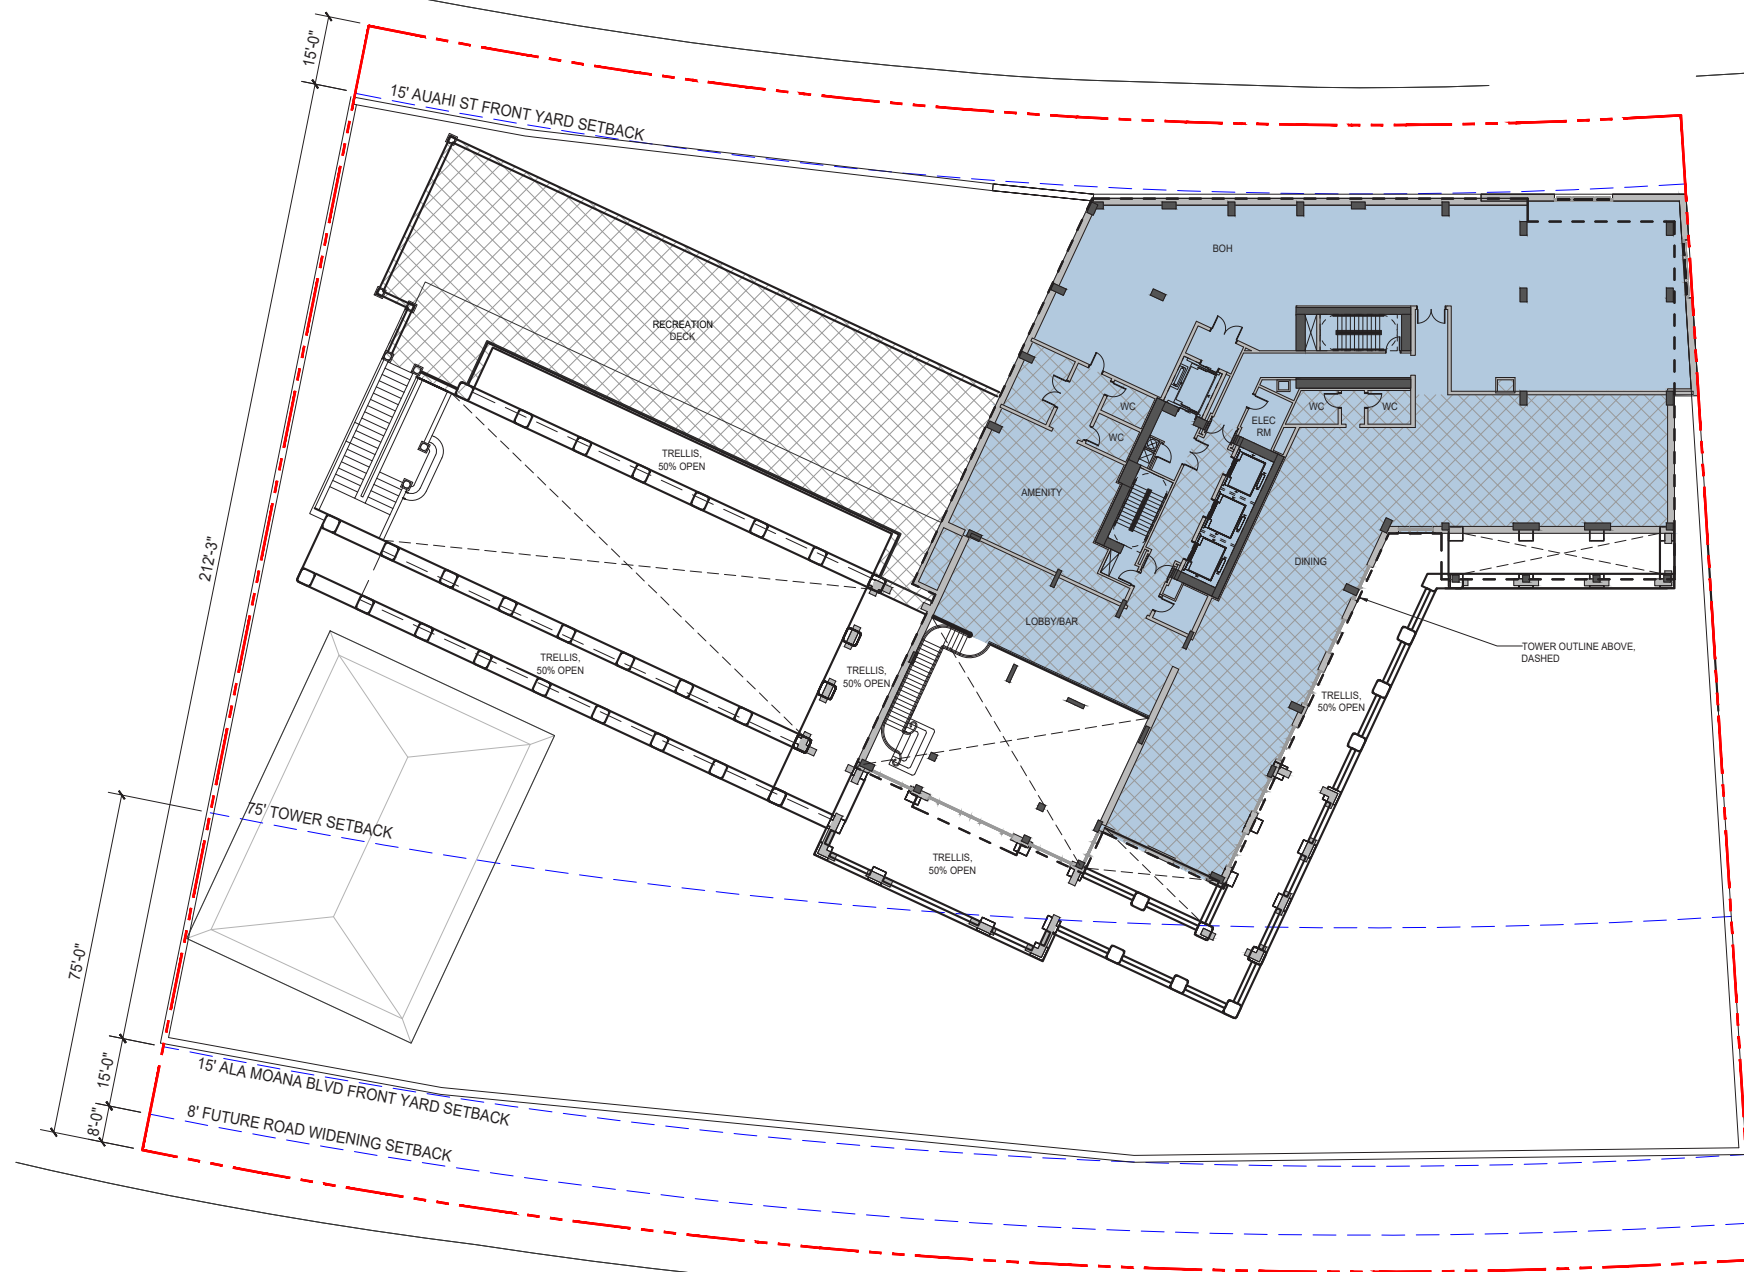 15'-0"
15' AUAHI ST FRONT YARD SETBACK
BOH
RECREATION
DECK
WC
WC
WC
WC
ELEC
RM
TRELLIS,
50% OPEN
AMENITY
212'-3"
DINING
LOBBY/BAR
TRELLIS,
50% OPEN
TRELLIS,
50% OPEN
TOWER OUTLINE ABOVE,
DASHED
TRELLIS,
50% OPEN
75' TOWER SETBACK
TRELLIS,
50% OPEN
75'-0"
15'-0"
15' ALA MOANA BLVD FRONT YARD SETBACK
8'-0"
8' FUTURE ROAD WIDENING SETBACK